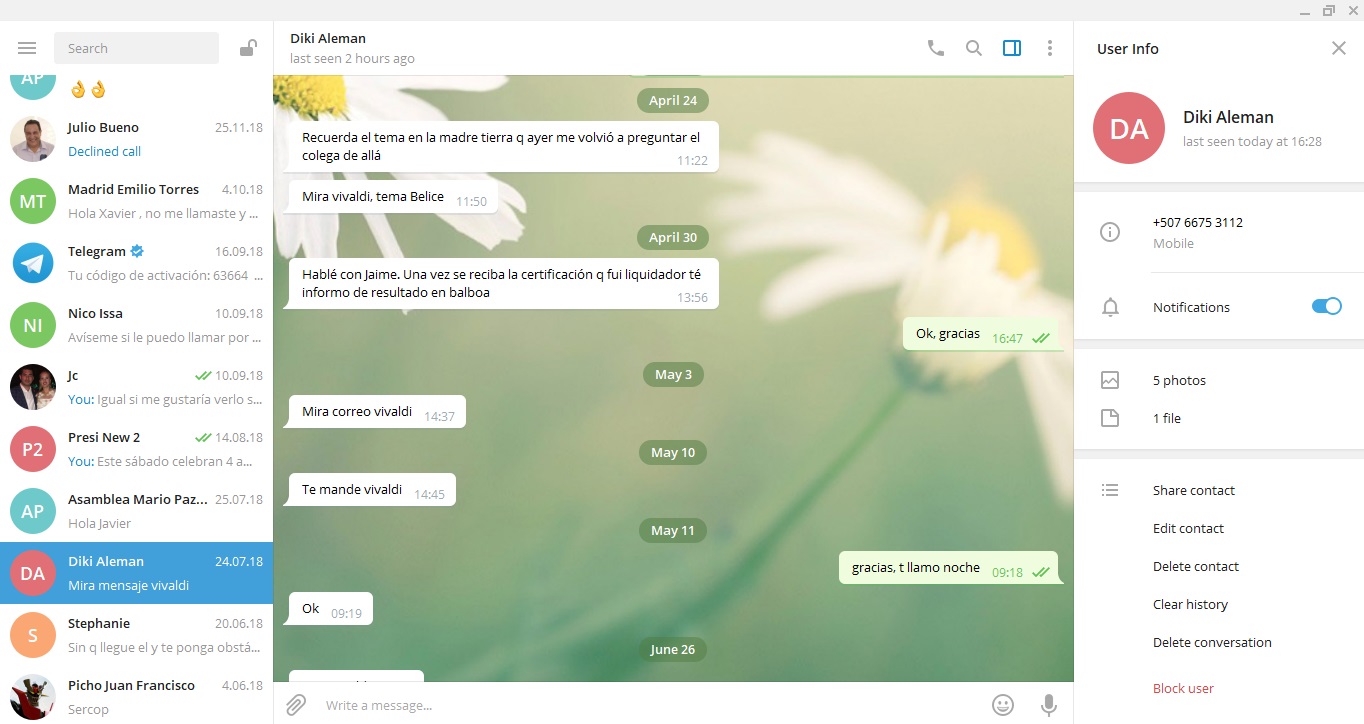 Search
AP
👌👌
Julio Bueno 25.11.18
Declined call
MT
Madrid Emilio Torres 4.10.18
Hola Xavier , no me llamaste y ...
Telegram 16.09.18
Tu código de activación: 63664 ...
NI
Nico Issa 10.09.18
Avíseme si le puedo llamar por ...
Jc 10.09.18
You: Igual si me gustaría verlo s...
P2
Presi New 2 14.08.18
You: Este sábado celebran 4 a...
AP
Asamblea Mario Paz... 25.07.18
Hola Javier
DA
Diki Aleman 24.07.18
Mira mensaje vivaldi
S
Stephanie 20.06.18
Sin q llegue el y te ponga obstá...
Picho Juan Francisco 4.06.18
Sercop
Diki Aleman
last seen 2 hours ago
April 24
Recuerda el tema en la madre tierra q ayer me volvió a preguntar el
colega de allá 11:22
Mira vivaldi, tema Belice 11:50
April 30
Hablé con Jaime. Una vez se reciba la certificación q fui liquidador té
informo de resultado en balboa 13:56
Ok, gracias 16:47
May 3
Mira correo vivaldi 14:37
May 10
Te mande vivaldi 14:45
May 11
gracias, t llamo noche 09:18
Ok 09:19
June 26
Write a message...
User Info
DA
Diki Aleman
last seen today at 16:28
+507 6675 3112
Mobile
Notifications
5 photos
1 file
Share contact
Edit contact
Delete contact
Clear history
Delete conversation
Block user